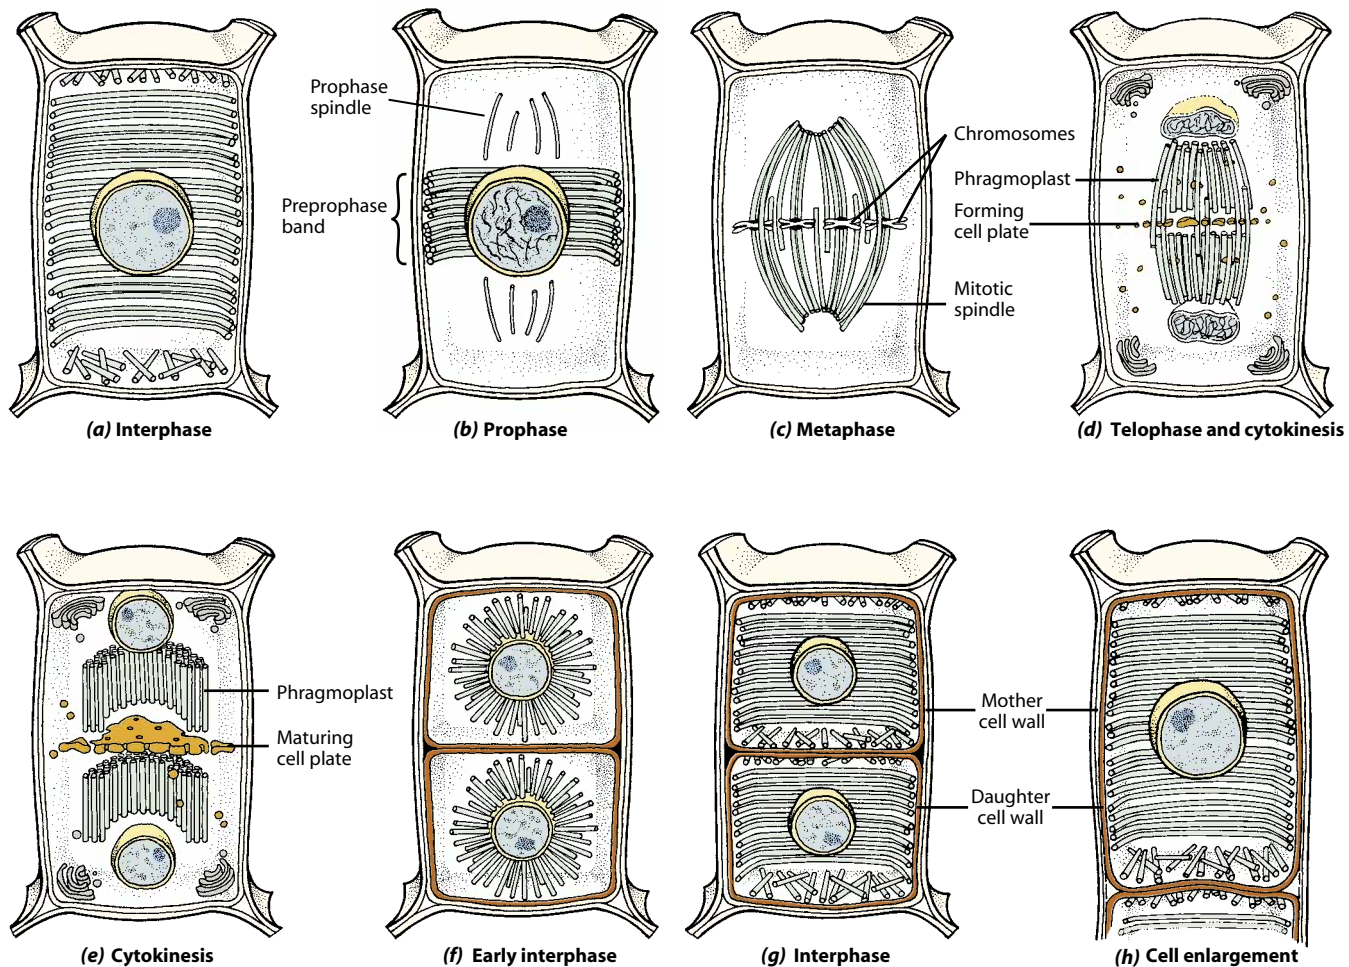 Prophase
spindle
Preprophase
band
Chromosomes
Phragmoplast
Forming
cell plate
Mitotic
spindle
(a) Interphase
(b) Prophase
(c) Metaphase
(d) Telophase and cytokinesis
Phragmoplast
Maturing
cell plate
Mother
cell wall
Daughter
cell wall
(e) Cytokinesis
(f) Early interphase
(g) Interphase
(h) Cell enlargement